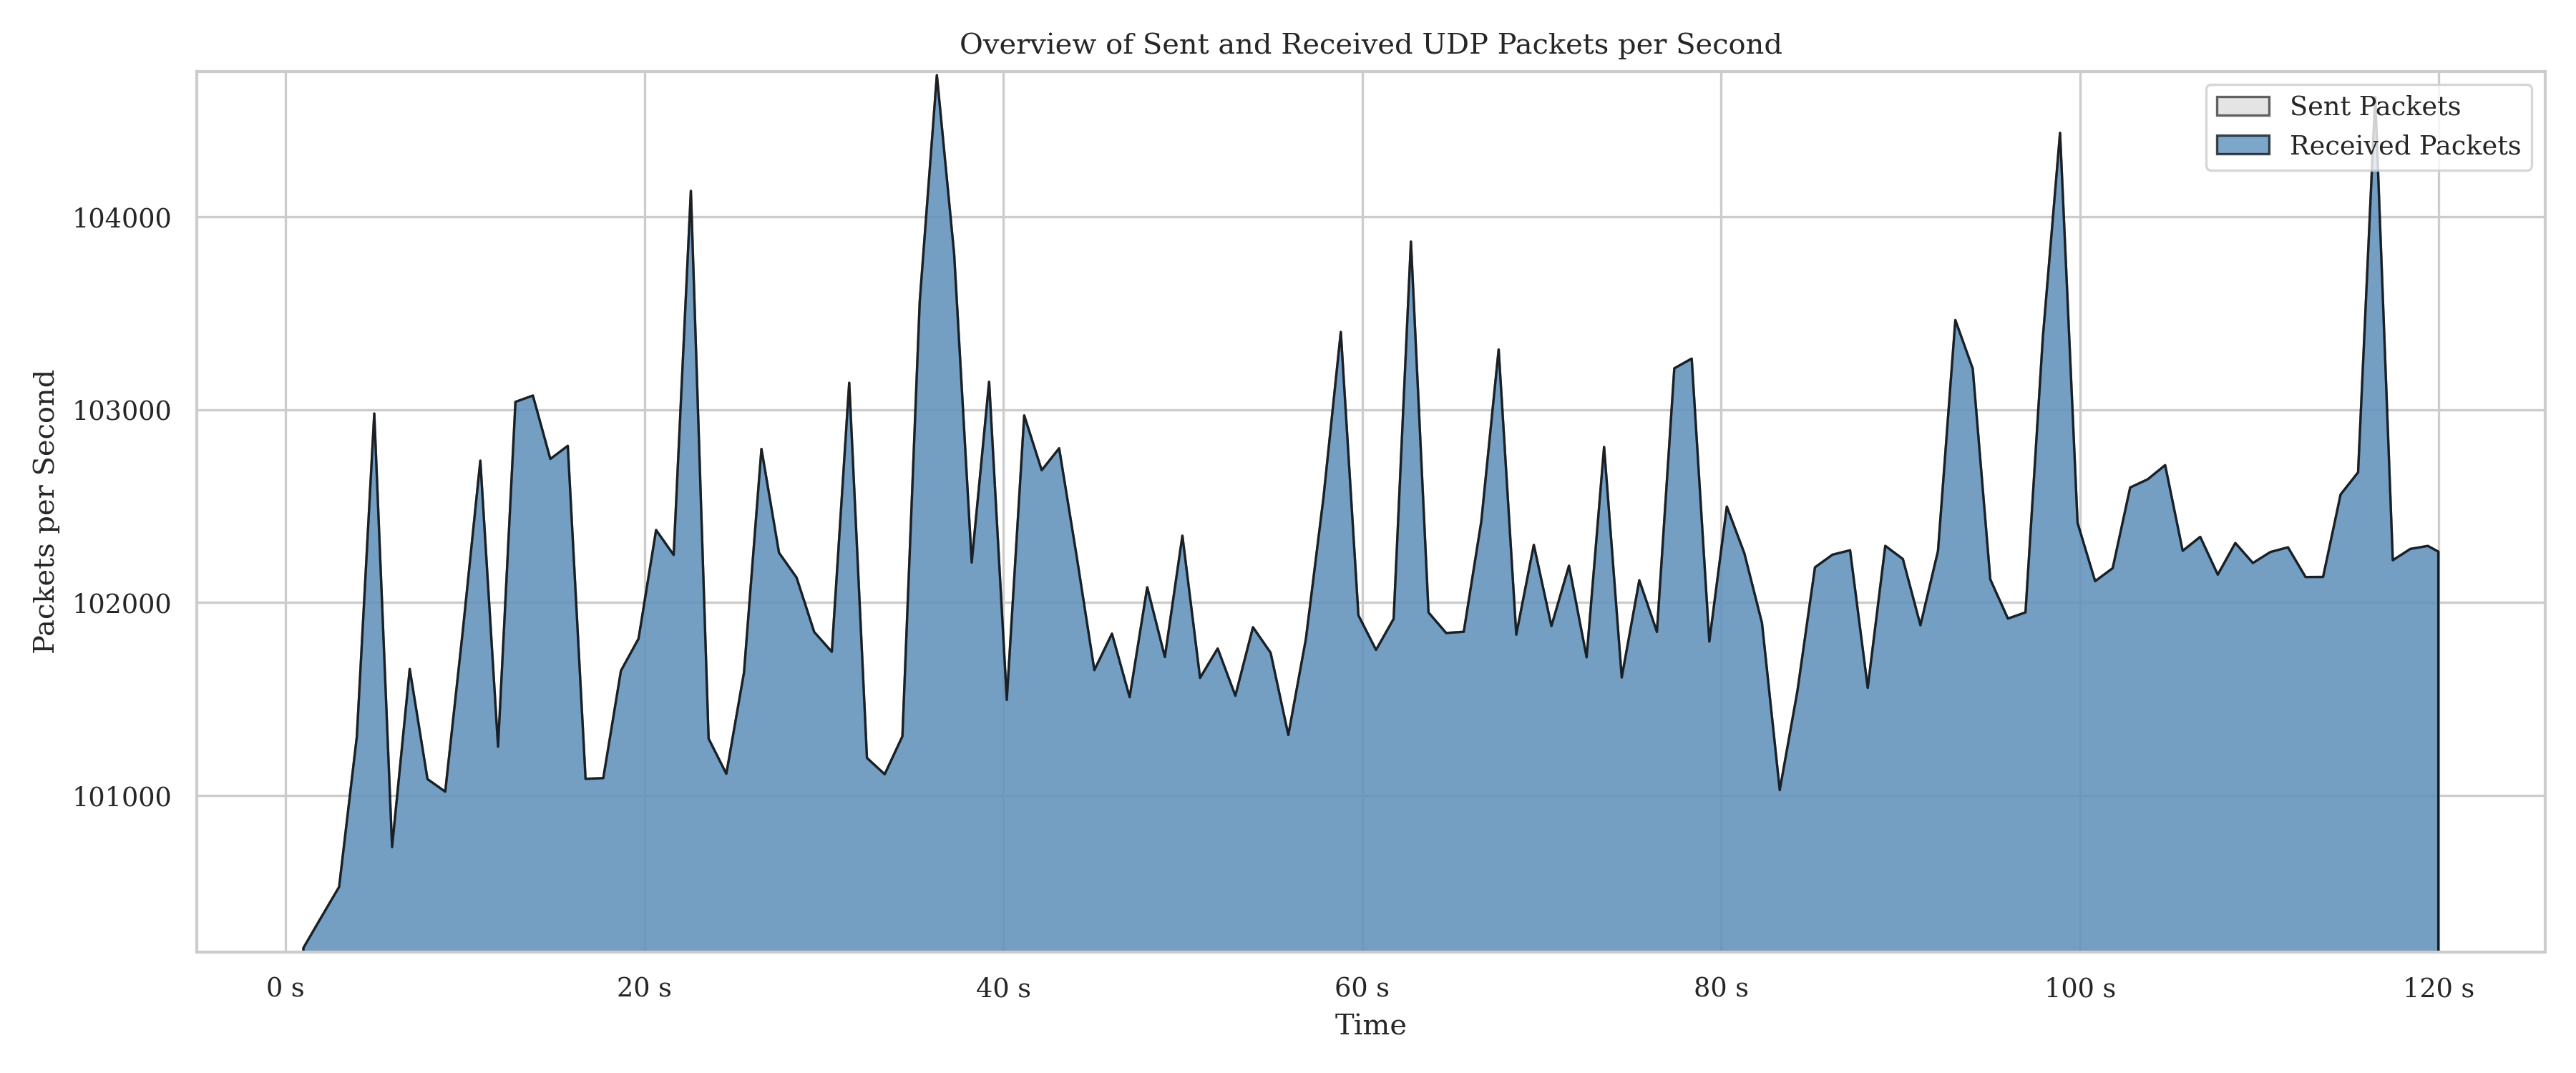 Overview of Sent and Received UDP Packets per Second
Sent Packets
Received Packets
Packets per Second
104000
103000
102000
101000
0 s
20 s
40 s
60 s
80 s
100 s
120 s
Time